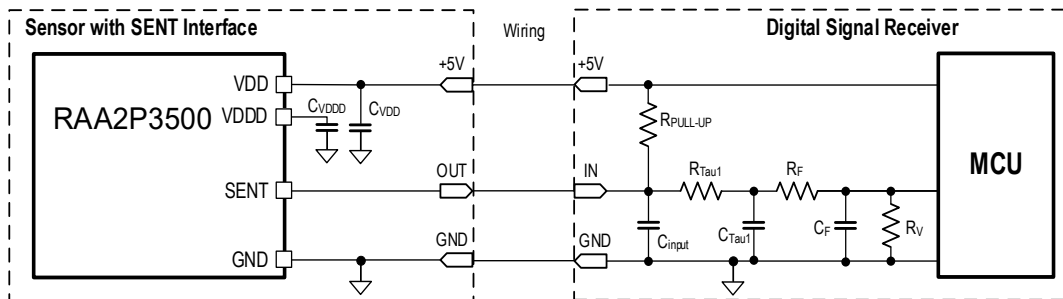 Sensor with SENT Interface
Wiring
Digital Signal Receiver
RAA2P3500
VDD
VDDD
SENT
GND
CVDDD
CVDD
+5V
OUT
GND
+5V
IN
GND
RPULL-UP
RTau1
RF
Cinput
CTau1
CF
RV
MCU